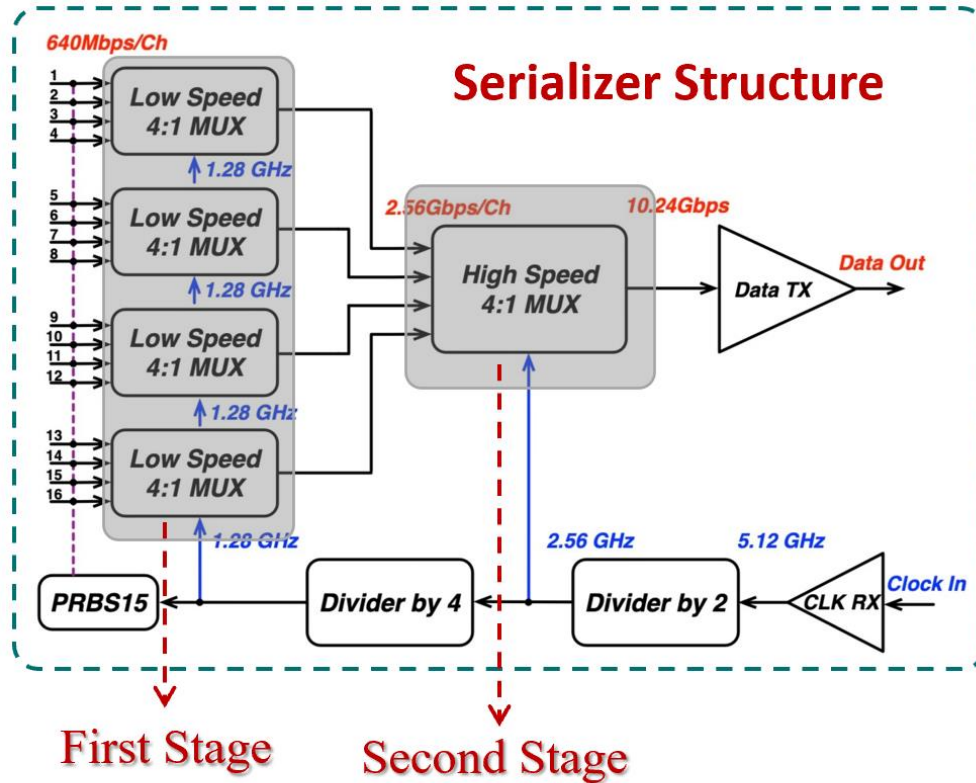 640Mbps/Ch
Serializer Structure
1
2
3
4
Low Speed
4:1 MUX
1.28 GHz
5
6
7
8
Low Speed
4:1 MUX
1.28 GHz
2.56Gbps/Ch
10.24Gbps
High Speed
4:1 MUX
Data TX
Data Out
9
10
11
12
Low Speed
4:1 MUX
1.28 GHz
13
14
15
16
Low Speed
4:1 MUX
1.28 GHz
2.56 GHz
5.12 GHz
PRBS15
Divider by 4
Divider by 2
CLK RX
Clock In
First Stage
Second Stage